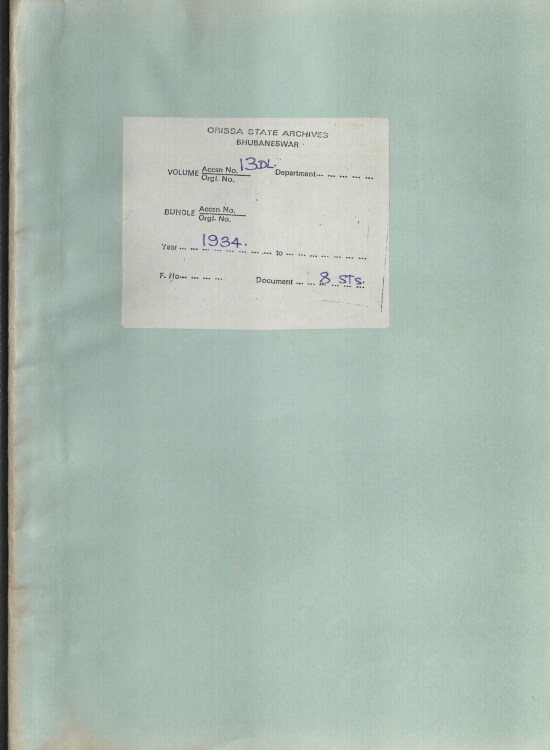 ORISSA STATE ARCHIVES
BHUBANESWAR
VOLUME Accsn No. 13DL. Department... ... ... ... ...
Orgl. No.
BUNDLE Accsn No.
Orgl. No.
Year ... ... 1934. ... ... ... to ... ... ... ... ... ... ...
F. No... ... ... ...
Document ... ... 8 STS.